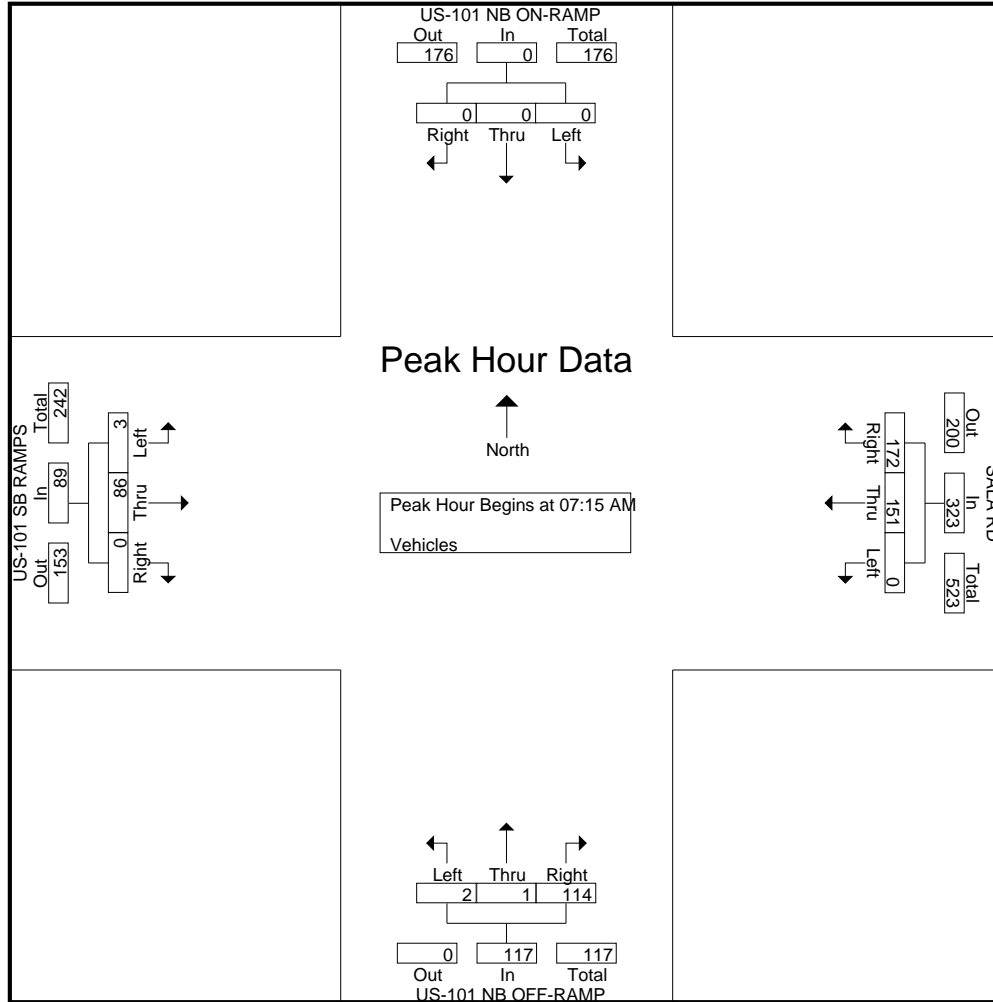 US-101 NB ON-RAMP
Out In Total
176 0 176
0 0 0
Right Thru Left
Peak Hour Data
North
Peak Hour Begins at 07:15 AM
Vehicles
US-101 SB RAMPS
Total In Out
242 89 153
3 86 0
Left Thru Right
Right Thru Left
172 151 0
Out In Total
200 323 523
SALA RD
Left Thru Right
2 1 114
0 117 117
Out In Total
US-101 NB OFF-RAMP